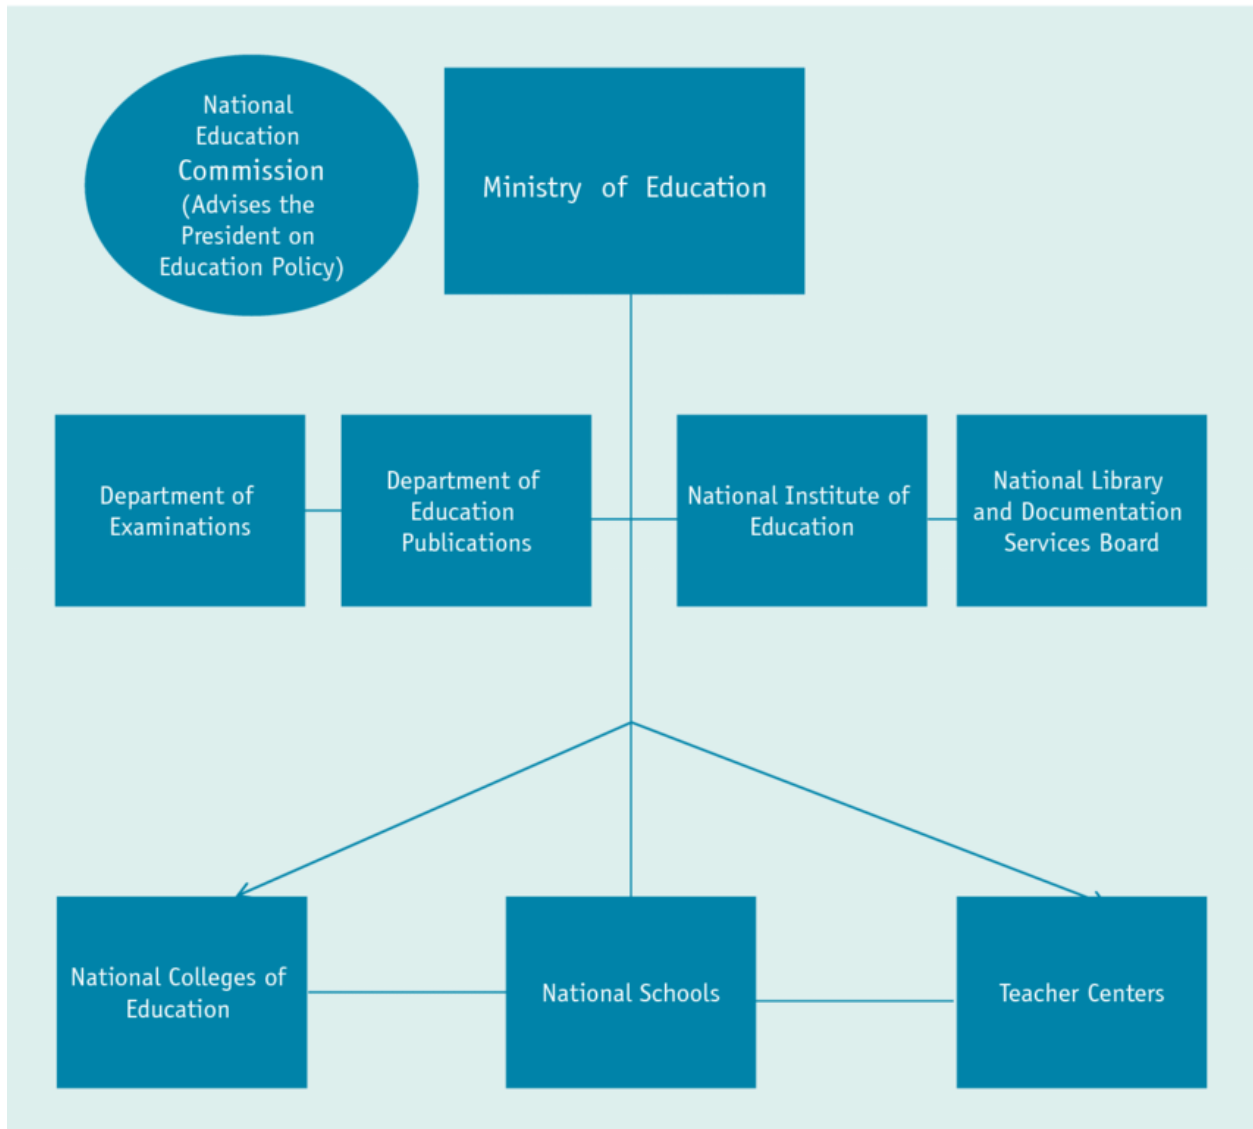 National
Education
Commission
(Advises the
President on
Education Policy)
Ministry of Education
Department of
Examinations
Department of
Education
Publications
National Institute of
Education
National Library
and Documentation
Services Board
National Colleges of
Education
National Schools
Teacher Centers